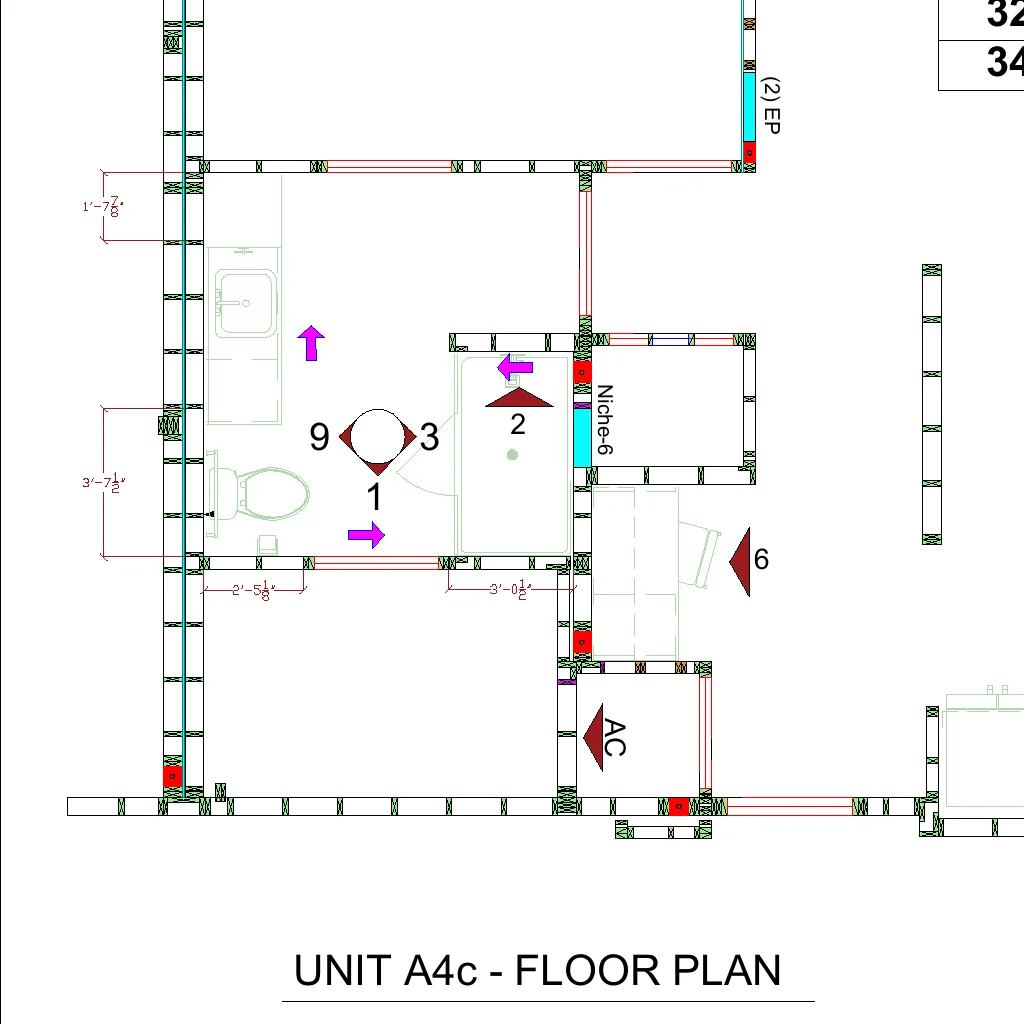 32
34
(2) EP
1'-7 7/8"
Niche-6
9
3
2
1
3'-7 1/2"
6
2'-5 1/8"
3'-0 1/2"
AC
UNIT A4c - FLOOR PLAN